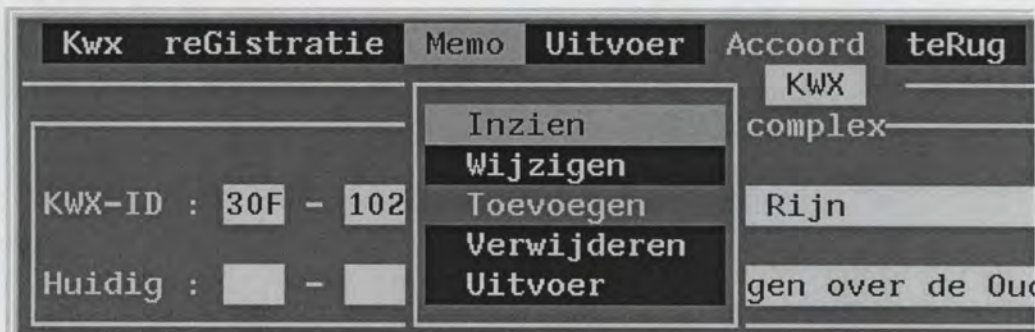 Kwx reGistratie Memo Uitvoer Accoord teRug
KWX
Inzien complex
Wijzigen
KWX-ID : 30F - 102 Toevoegen Rijn
Verwijderen
Huidig : - Uitvoer gen over de Oud